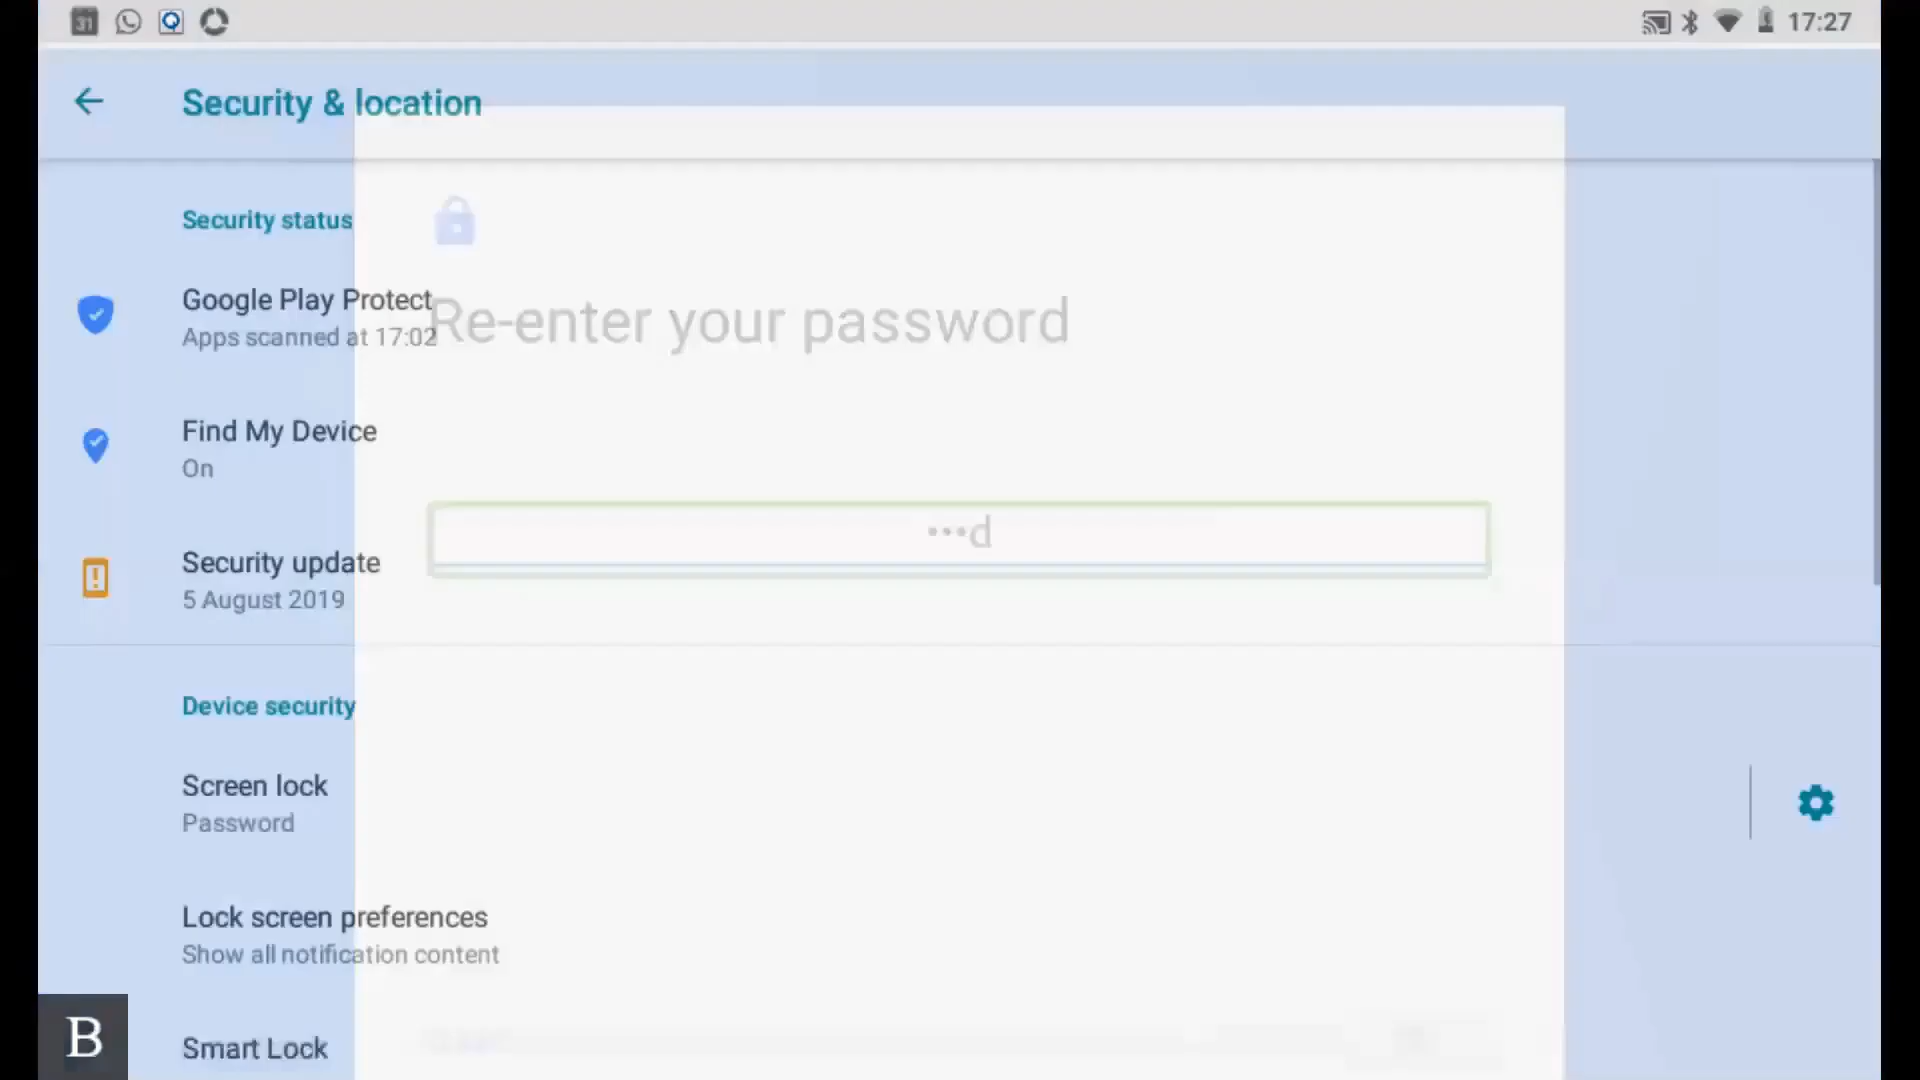 31
17:27
Security & location
Security status
Google Play Protect
Apps scanned at 17:02
Re-enter your password
Find My Device
On
•••d
Security update
5 August 2019
Device security
Screen lock
Password
Lock screen preferences
Show all notification content
B
Smart Lock